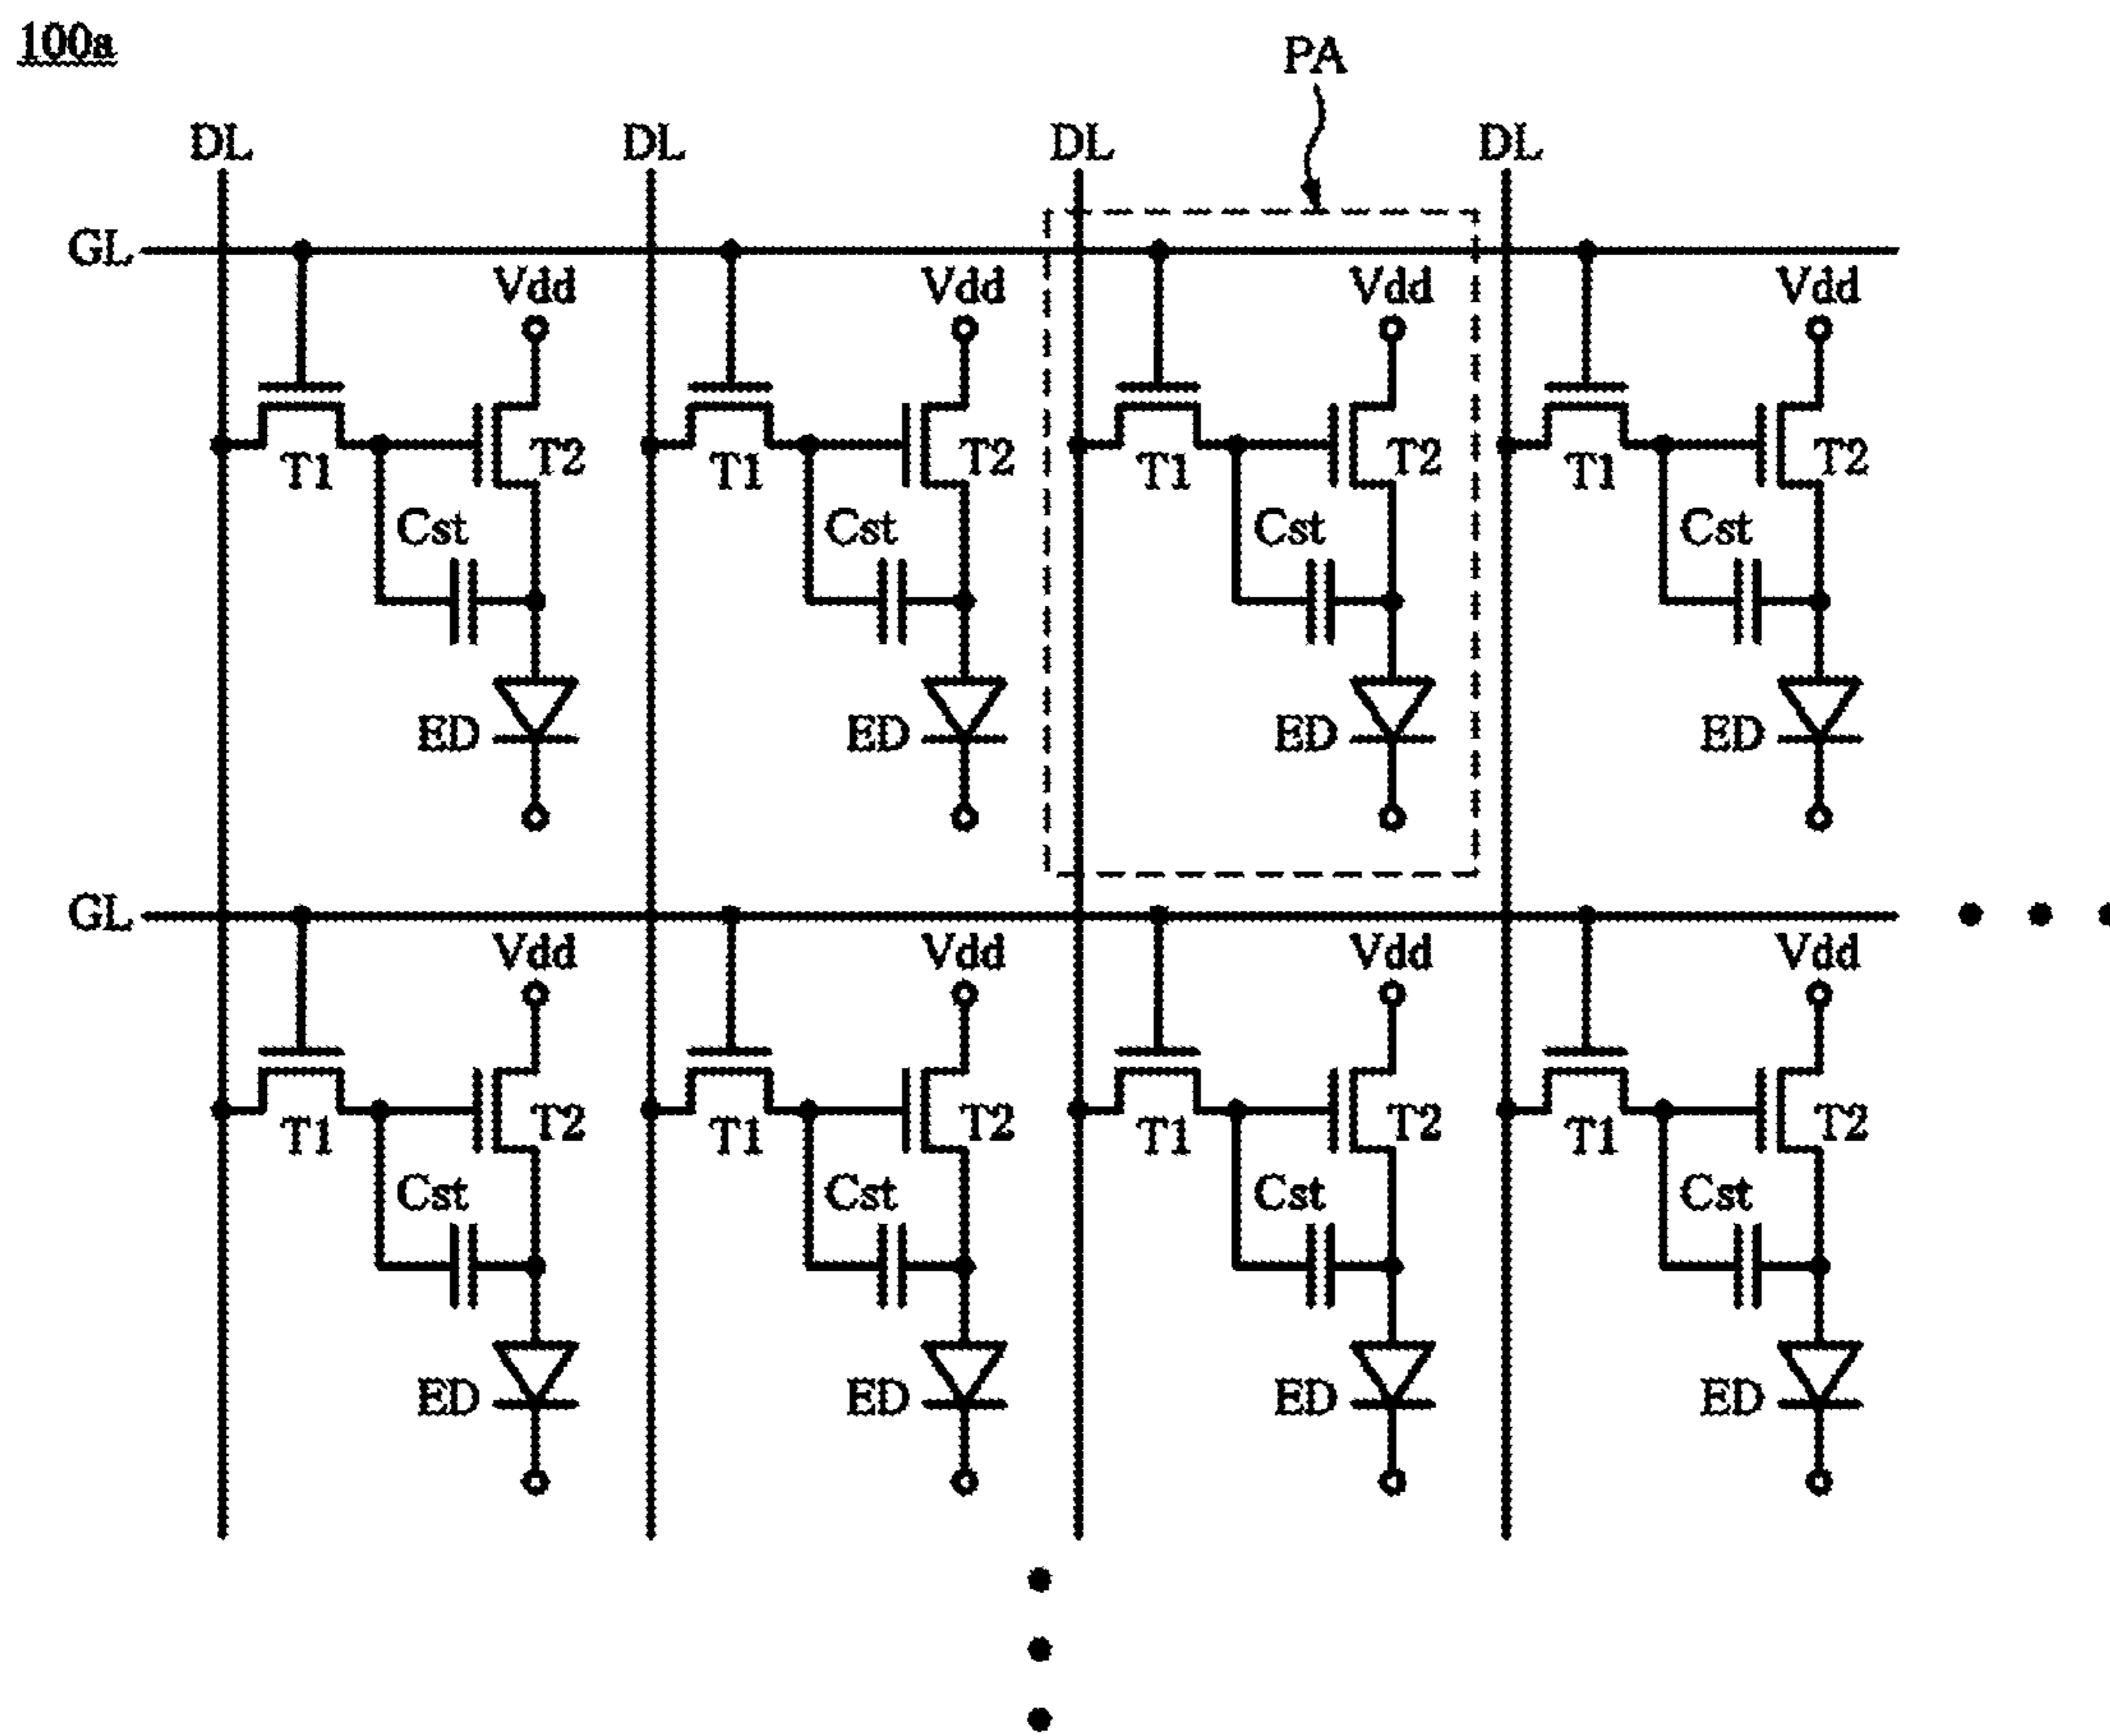 100a
PA
DL DL DL DL
GL
Vdd Vdd Vdd Vdd
T1 T2 T1 T2 T1 T2 T1 T2
Cst Cst Cst Cst
ED ED ED ED
GL
Vdd Vdd Vdd Vdd
T1 T2 T1 T2 T1 T2 T1 T2
Cst Cst Cst Cst
ED ED ED ED